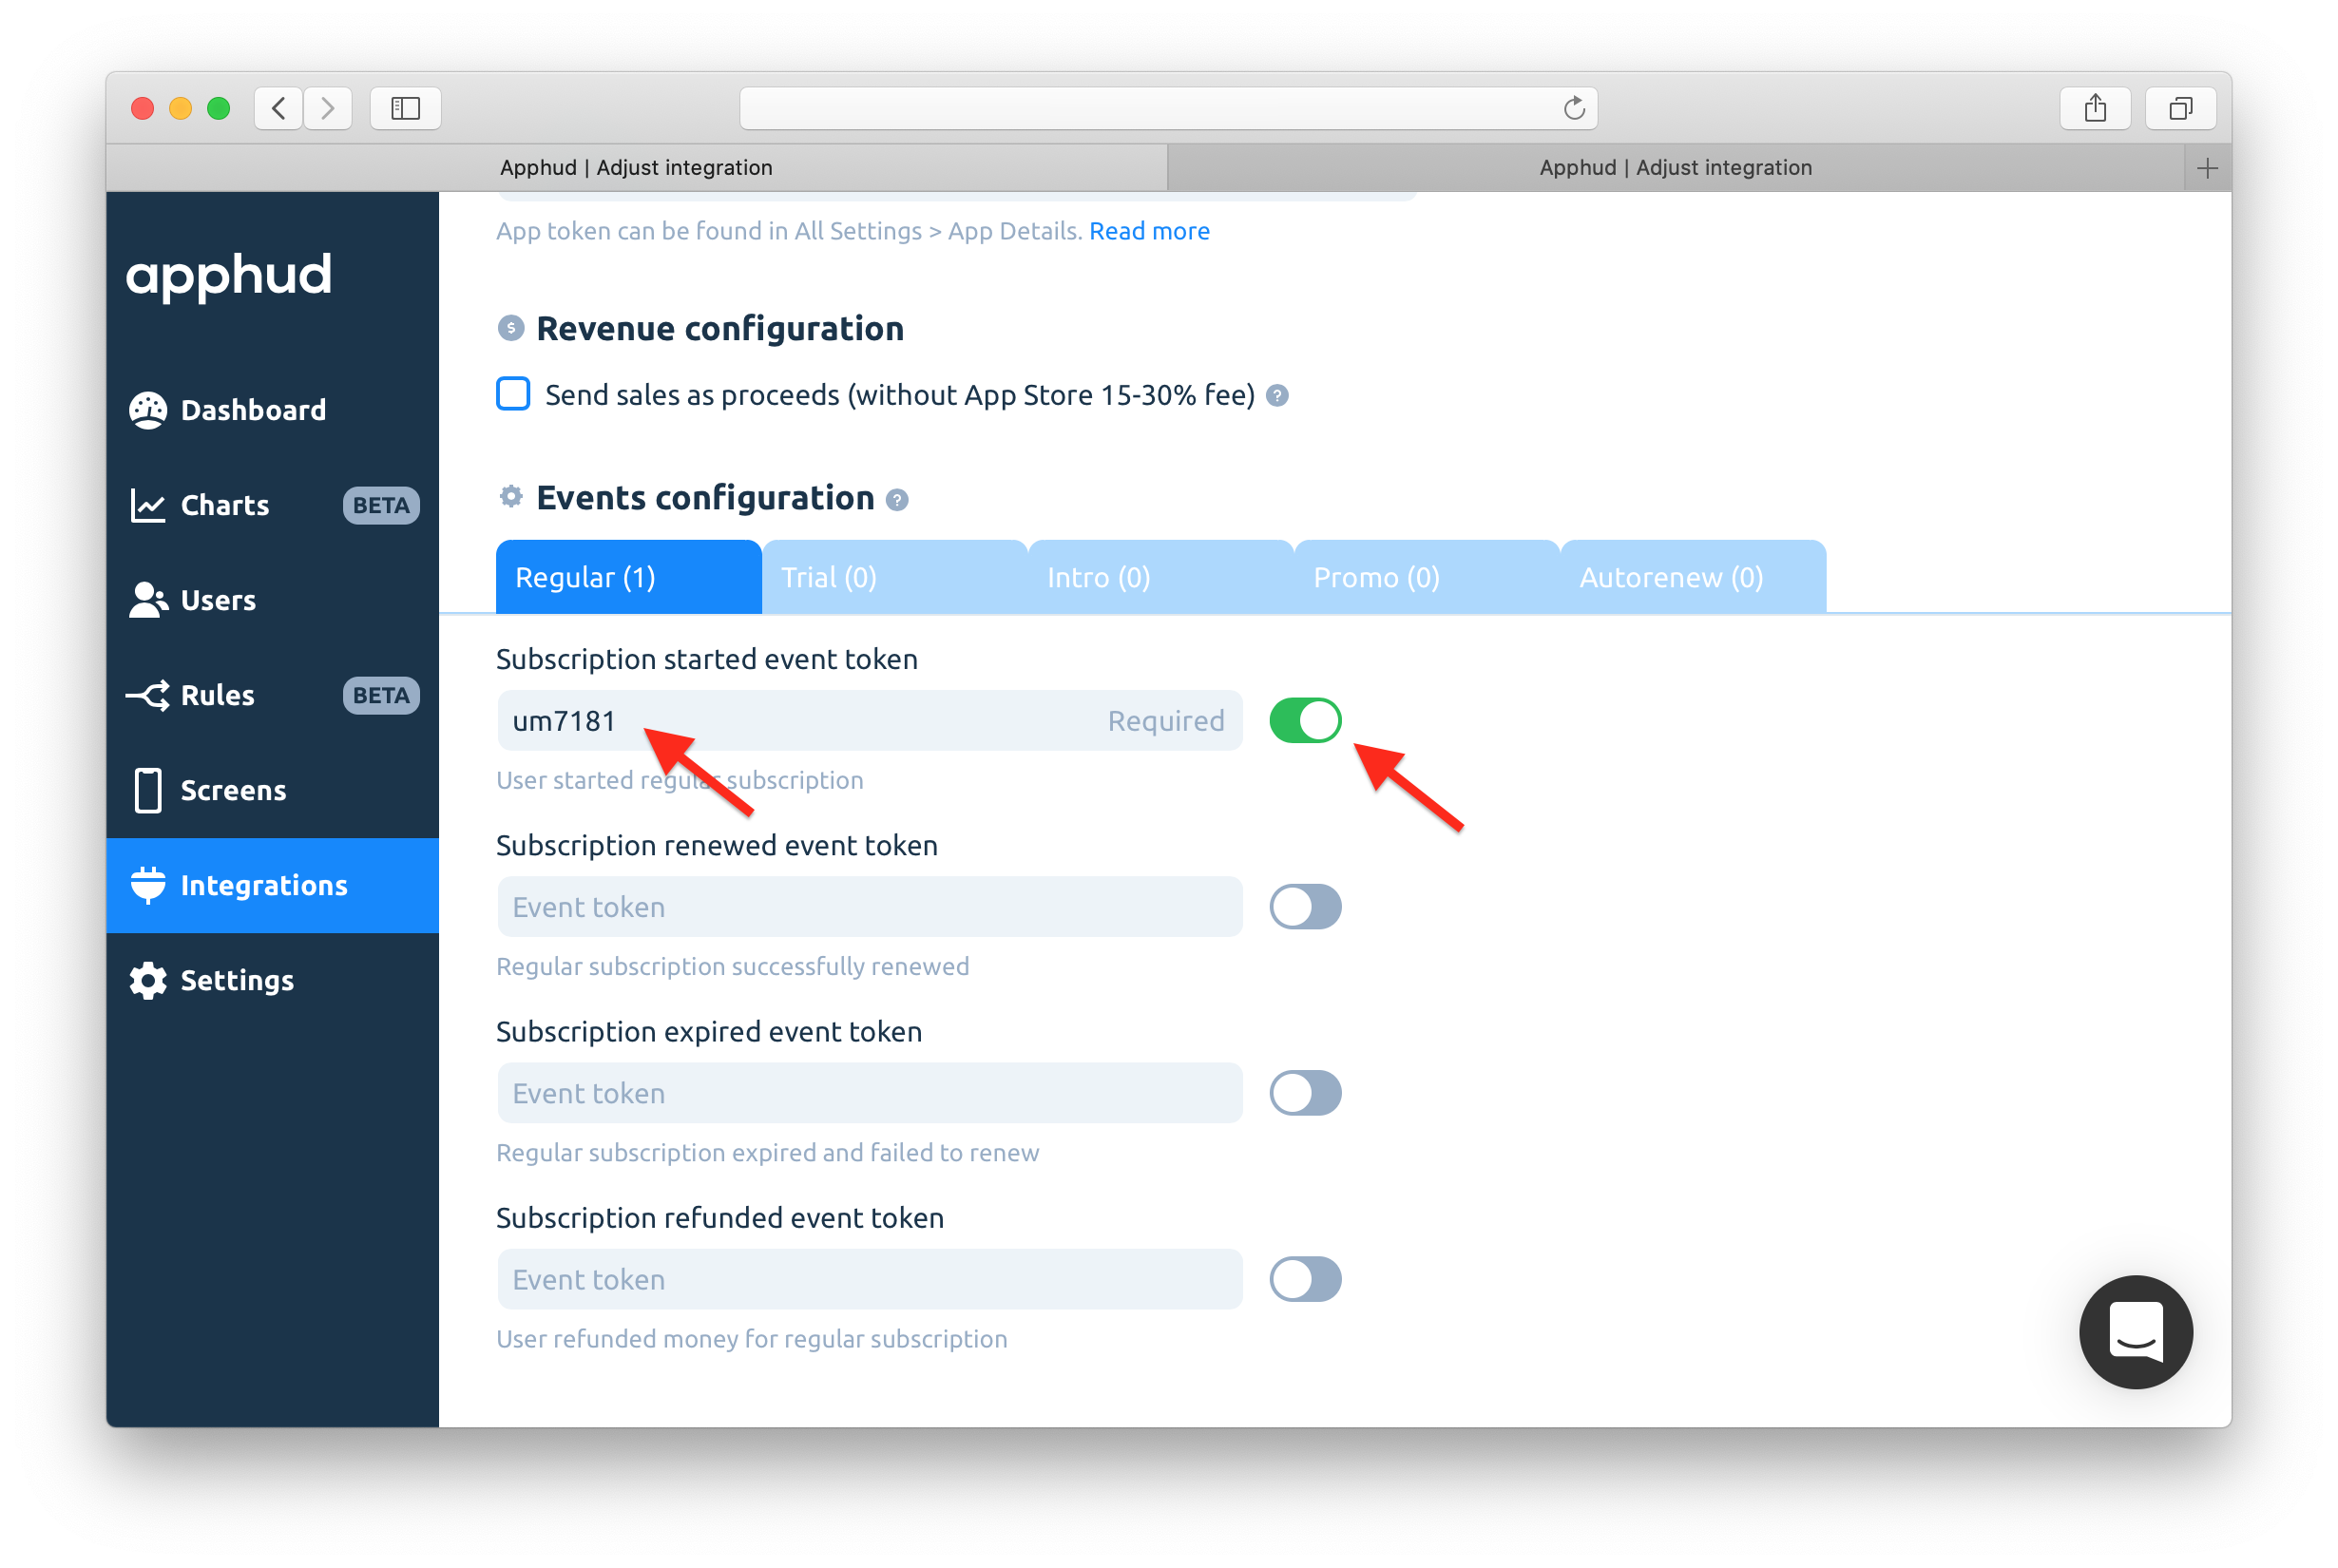 Apphud | Adjust integration
Apphud | Adjust integration
apphud
Dashboard
Charts BETA
Users
Rules BETA
Screens
Integrations
Settings
App token can be found in All Settings > App Details. Read more
$ Revenue configuration
Send sales as proceeds (without App Store 15-30% fee) ?
Events configuration ?
Regular (1)
Trial (0)
Intro (0)
Promo (0)
Autorenew (0)
Subscription started event token
um7181 Required
User started regular subscription
Subscription renewed event token
Event token
Regular subscription successfully renewed
Subscription expired event token
Event token
Regular subscription expired and failed to renew
Subscription refunded event token
Event token
User refunded money for regular subscription